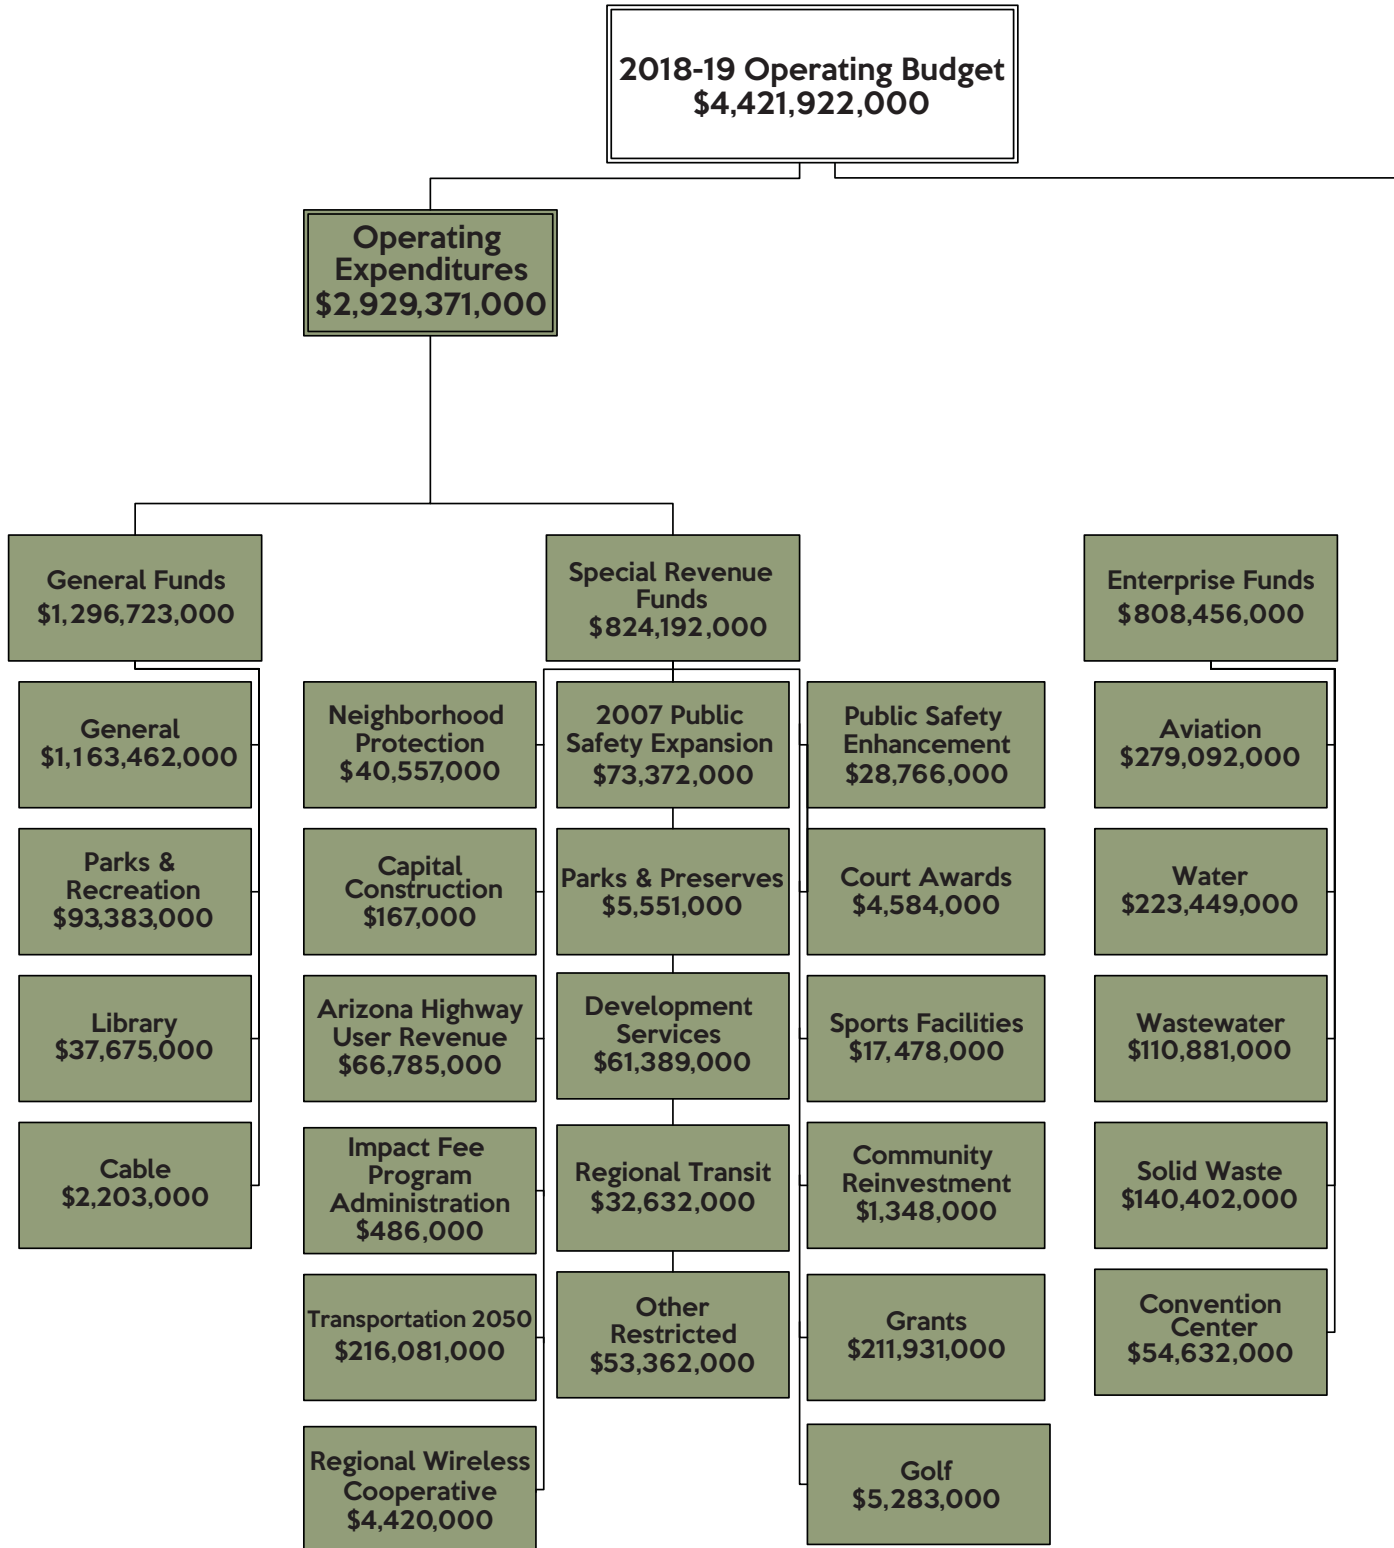 2018-19 Operating Budget
$4,421,922,000
Operating
Expenditures
$2,929,371,000
General Funds
$1,296,723,000
Special Revenue
Funds
$824,192,000
Enterprise Funds
$808,456,000
General
$1,163,462,000
Parks &
Recreation
$93,383,000
Library
$37,675,000
Cable
$2,203,000
Neighborhood
Protection
$40,557,000
Capital
Construction
$167,000
Arizona Highway
User Revenue
$66,785,000
Impact Fee
Program
Administration
$486,000
Transportation 2050
$216,081,000
Regional Wireless
Cooperative
$4,420,000
2007 Public
Safety Expansion
$73,372,000
Parks & Preserves
$5,551,000
Development
Services
$61,389,000
Regional Transit
$32,632,000
Other
Restricted
$53,362,000
Public Safety
Enhancement
$28,766,000
Court Awards
$4,584,000
Sports Facilities
$17,478,000
Community
Reinvestment
$1,348,000
Grants
$211,931,000
Golf
$5,283,000
Aviation
$279,092,000
Water
$223,449,000
Wastewater
$110,881,000
Solid Waste
$140,402,000
Convention
Center
$54,632,000